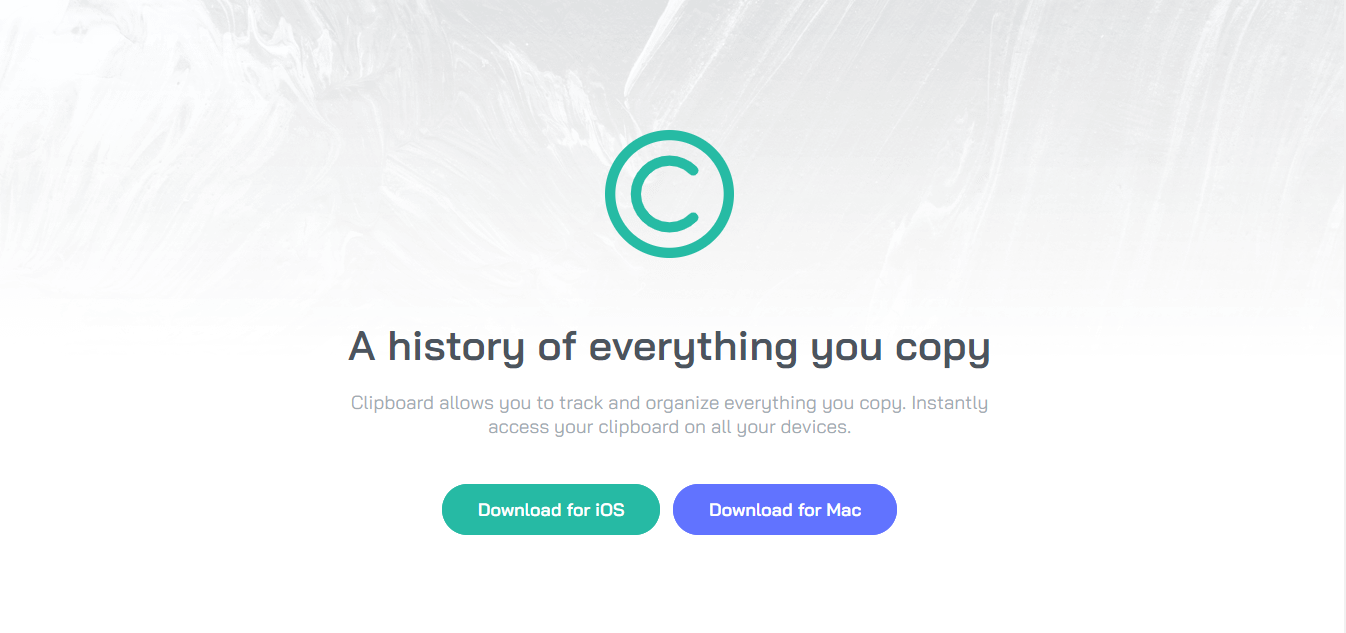 A history of everything you copy
Clipboard allows you to track and organize everything you copy. Instantly
access your clipboard on all your devices.
Download for iOS
Download for Mac